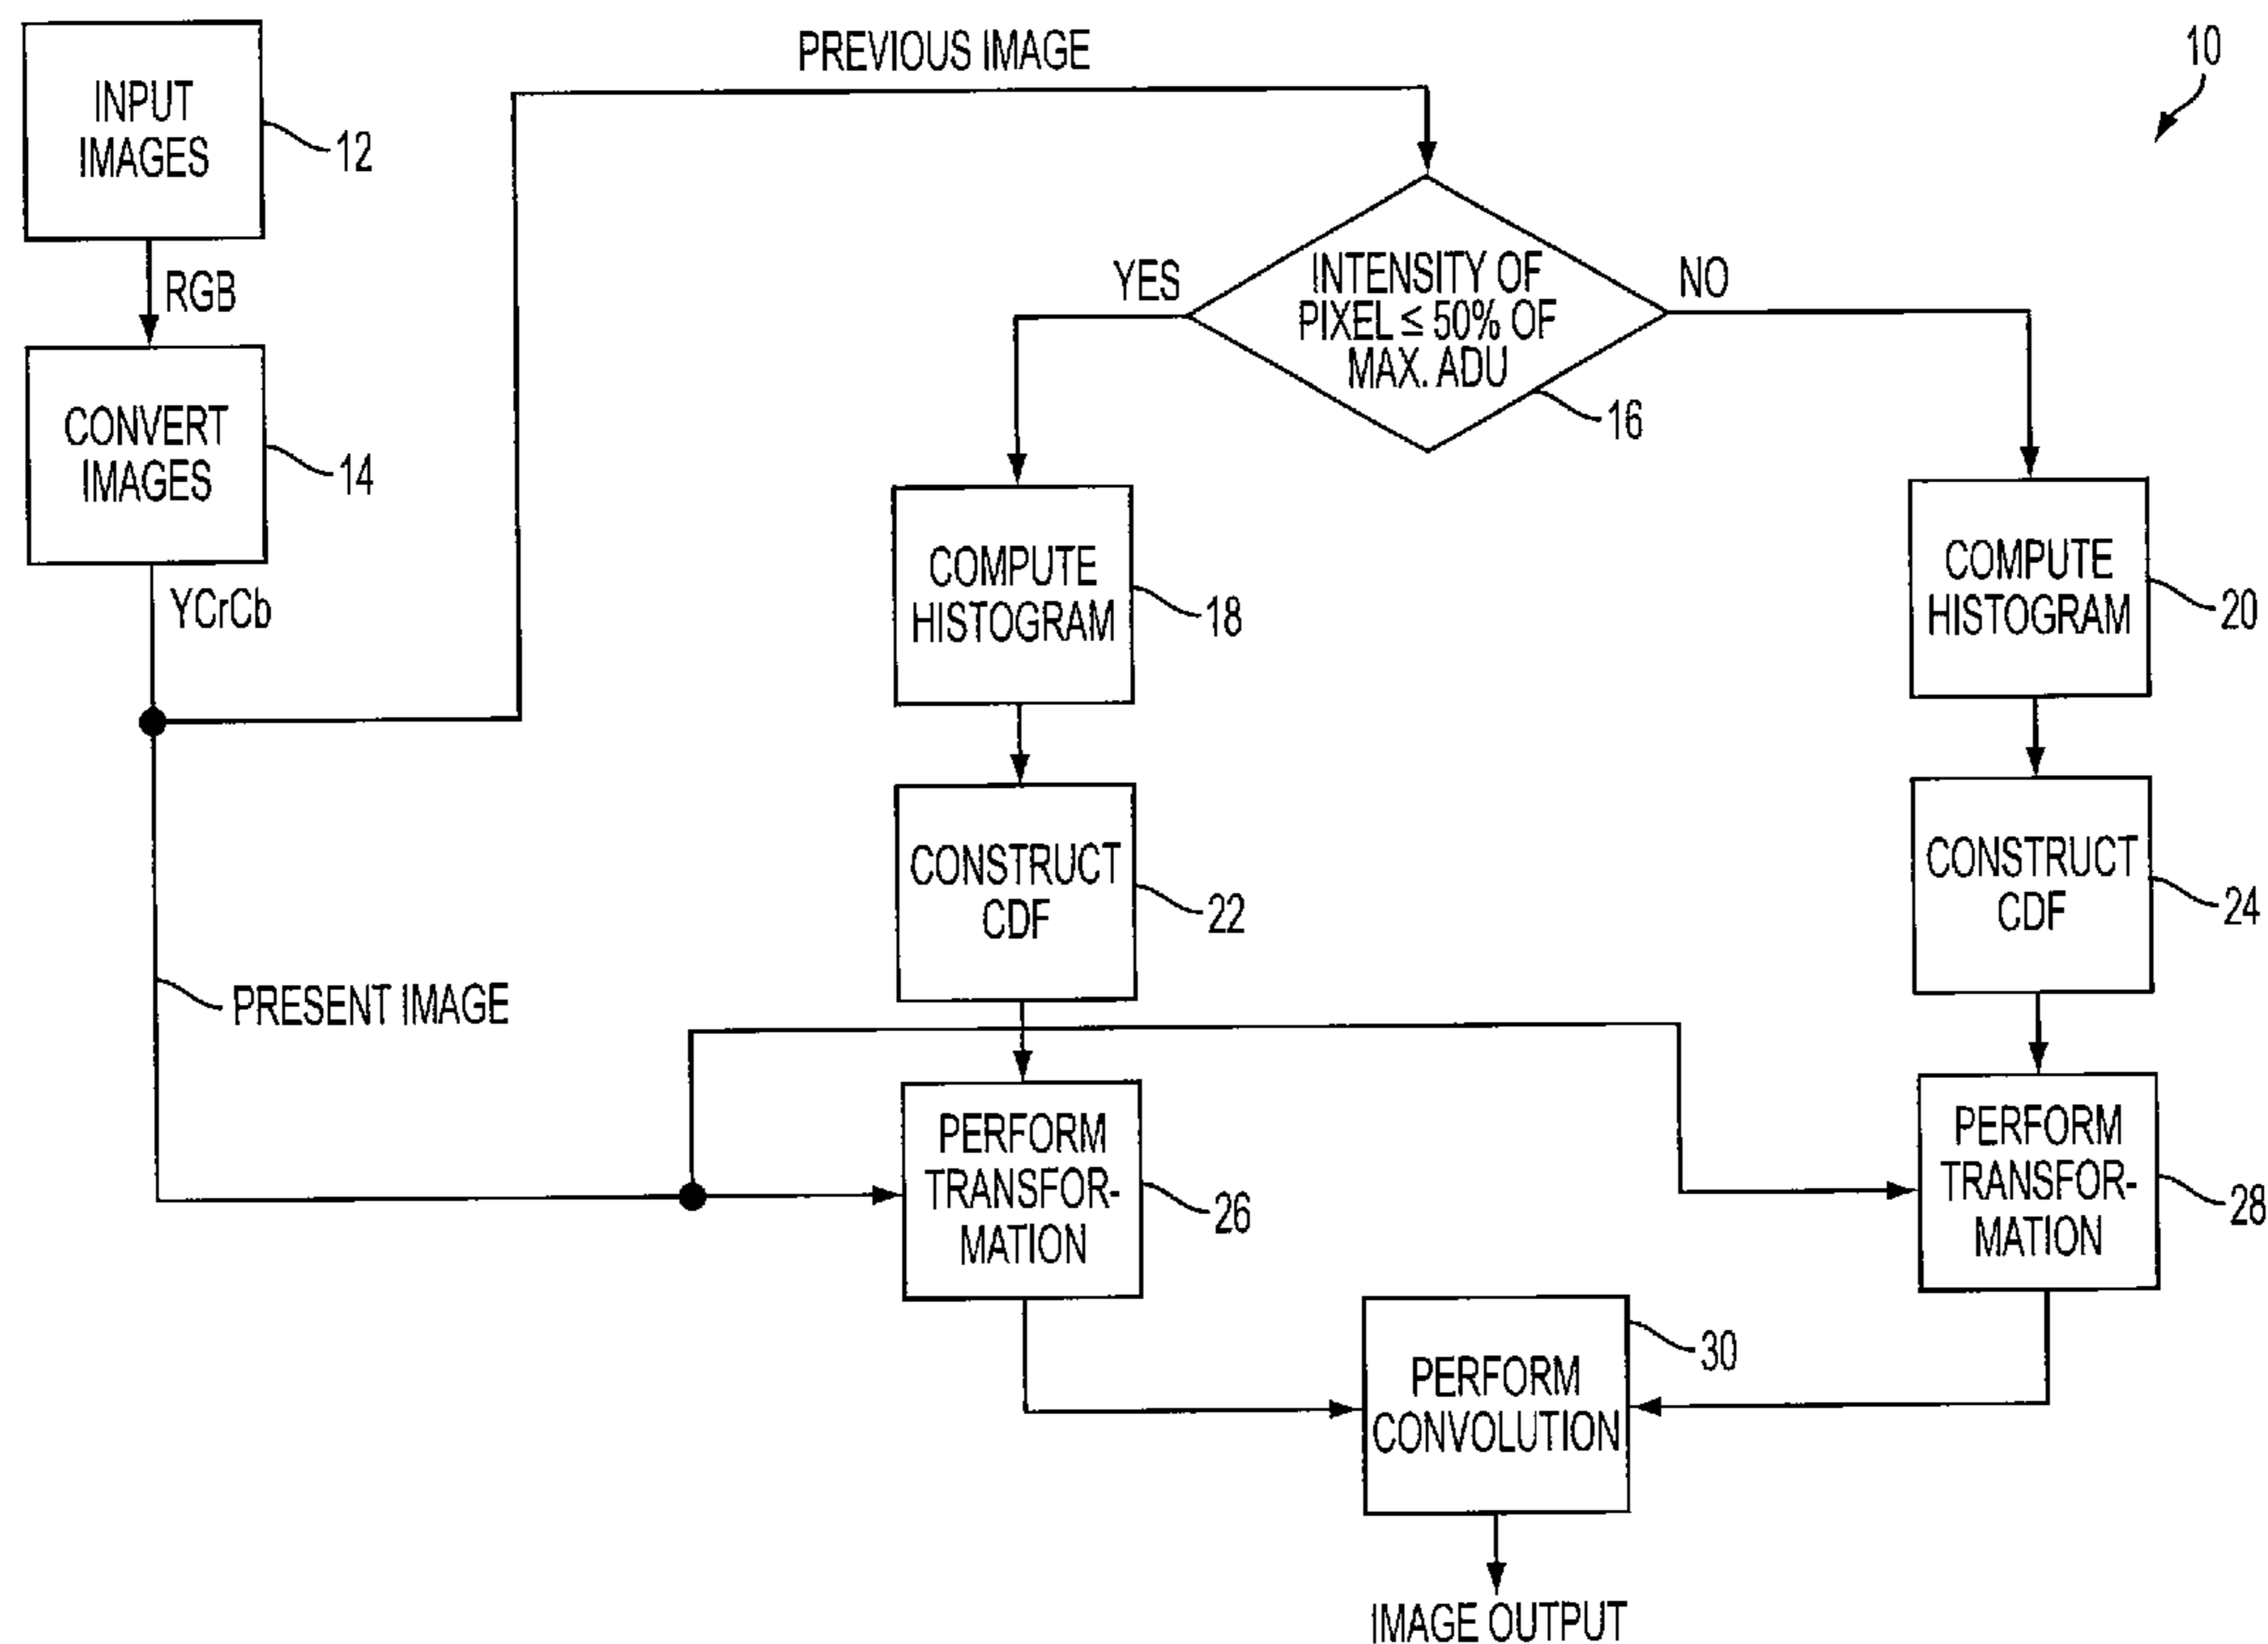 PREVIOUS IMAGE
10
INPUT
IMAGES
12
RGB
CONVERT
IMAGES
14
YCrCb
YES
INTENSITY OF
PIXEL ≤ 50% OF
MAX. ADU
NO
16
COMPUTE
HISTOGRAM
18
COMPUTE
HISTOGRAM
20
CONSTRUCT
CDF
22
CONSTRUCT
CDF
24
PRESENT IMAGE
PERFORM
TRANSFOR-
MATION
26
PERFORM
TRANSFOR-
MATION
28
PERFORM
CONVOLUTION
30
IMAGE OUTPUT